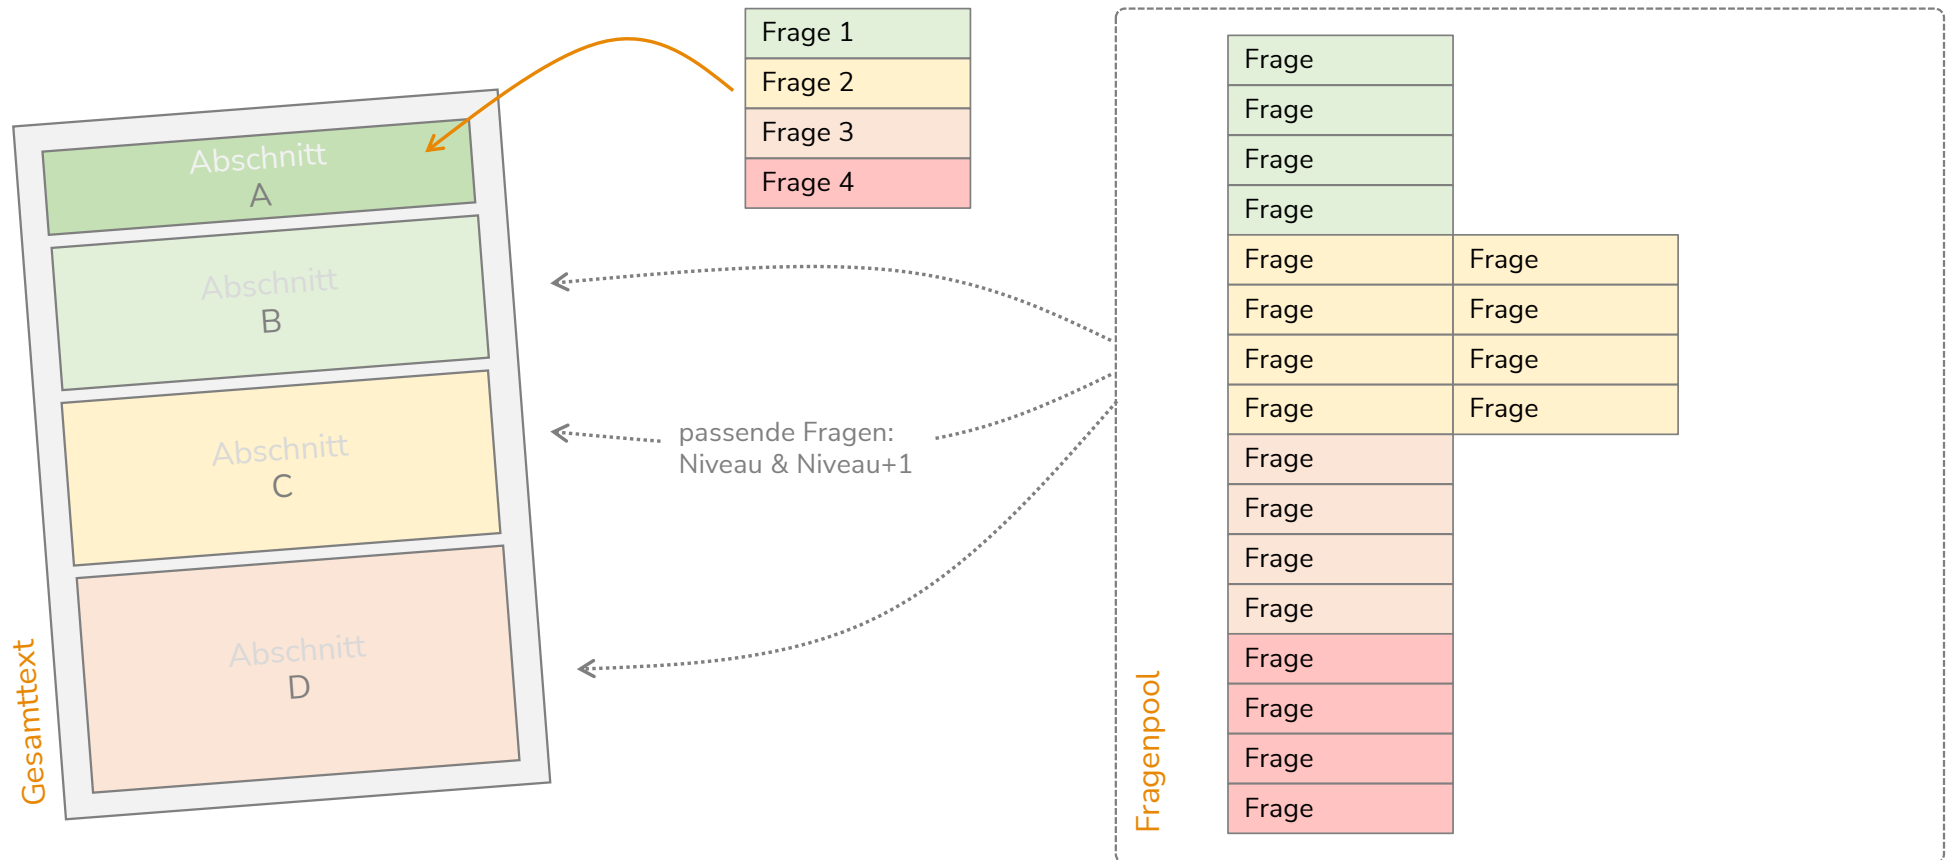 Gesamttext
Abschnitt
A
Abschnitt
B
Abschnitt
C
Abschnitt
D
Frage 1
Frage 2
Frage 3
Frage 4
passende Fragen:
Niveau & Niveau+1
Fragenpool
Frage
Frage
Frage
Frage
Frage Frage
Frage Frage
Frage Frage
Frage Frage
Frage
Frage
Frage
Frage
Frage
Frage
Frage
Frage